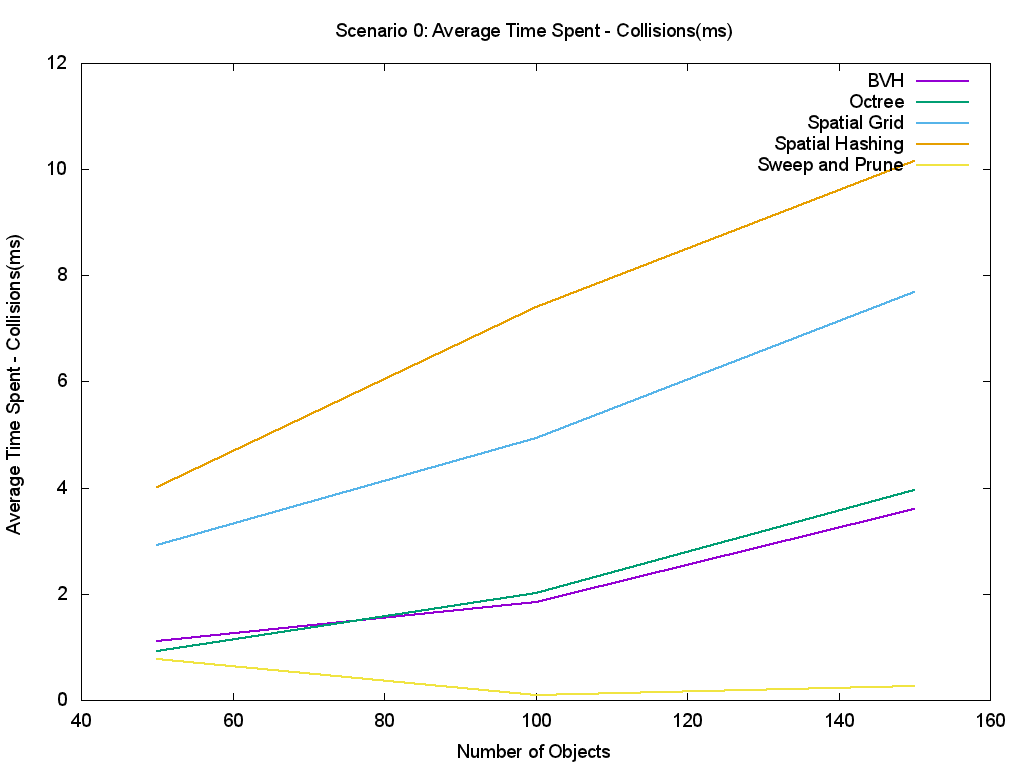 Scenario 0: Average Time Spent - Collisions(ms)
12
10
8
6
4
2
0
Average Time Spent - Collisions(ms)
BVH
Octree
Spatial Grid
Spatial Hashing
Sweep and Prune
40 60 80 100 120 140 160
Number of Objects